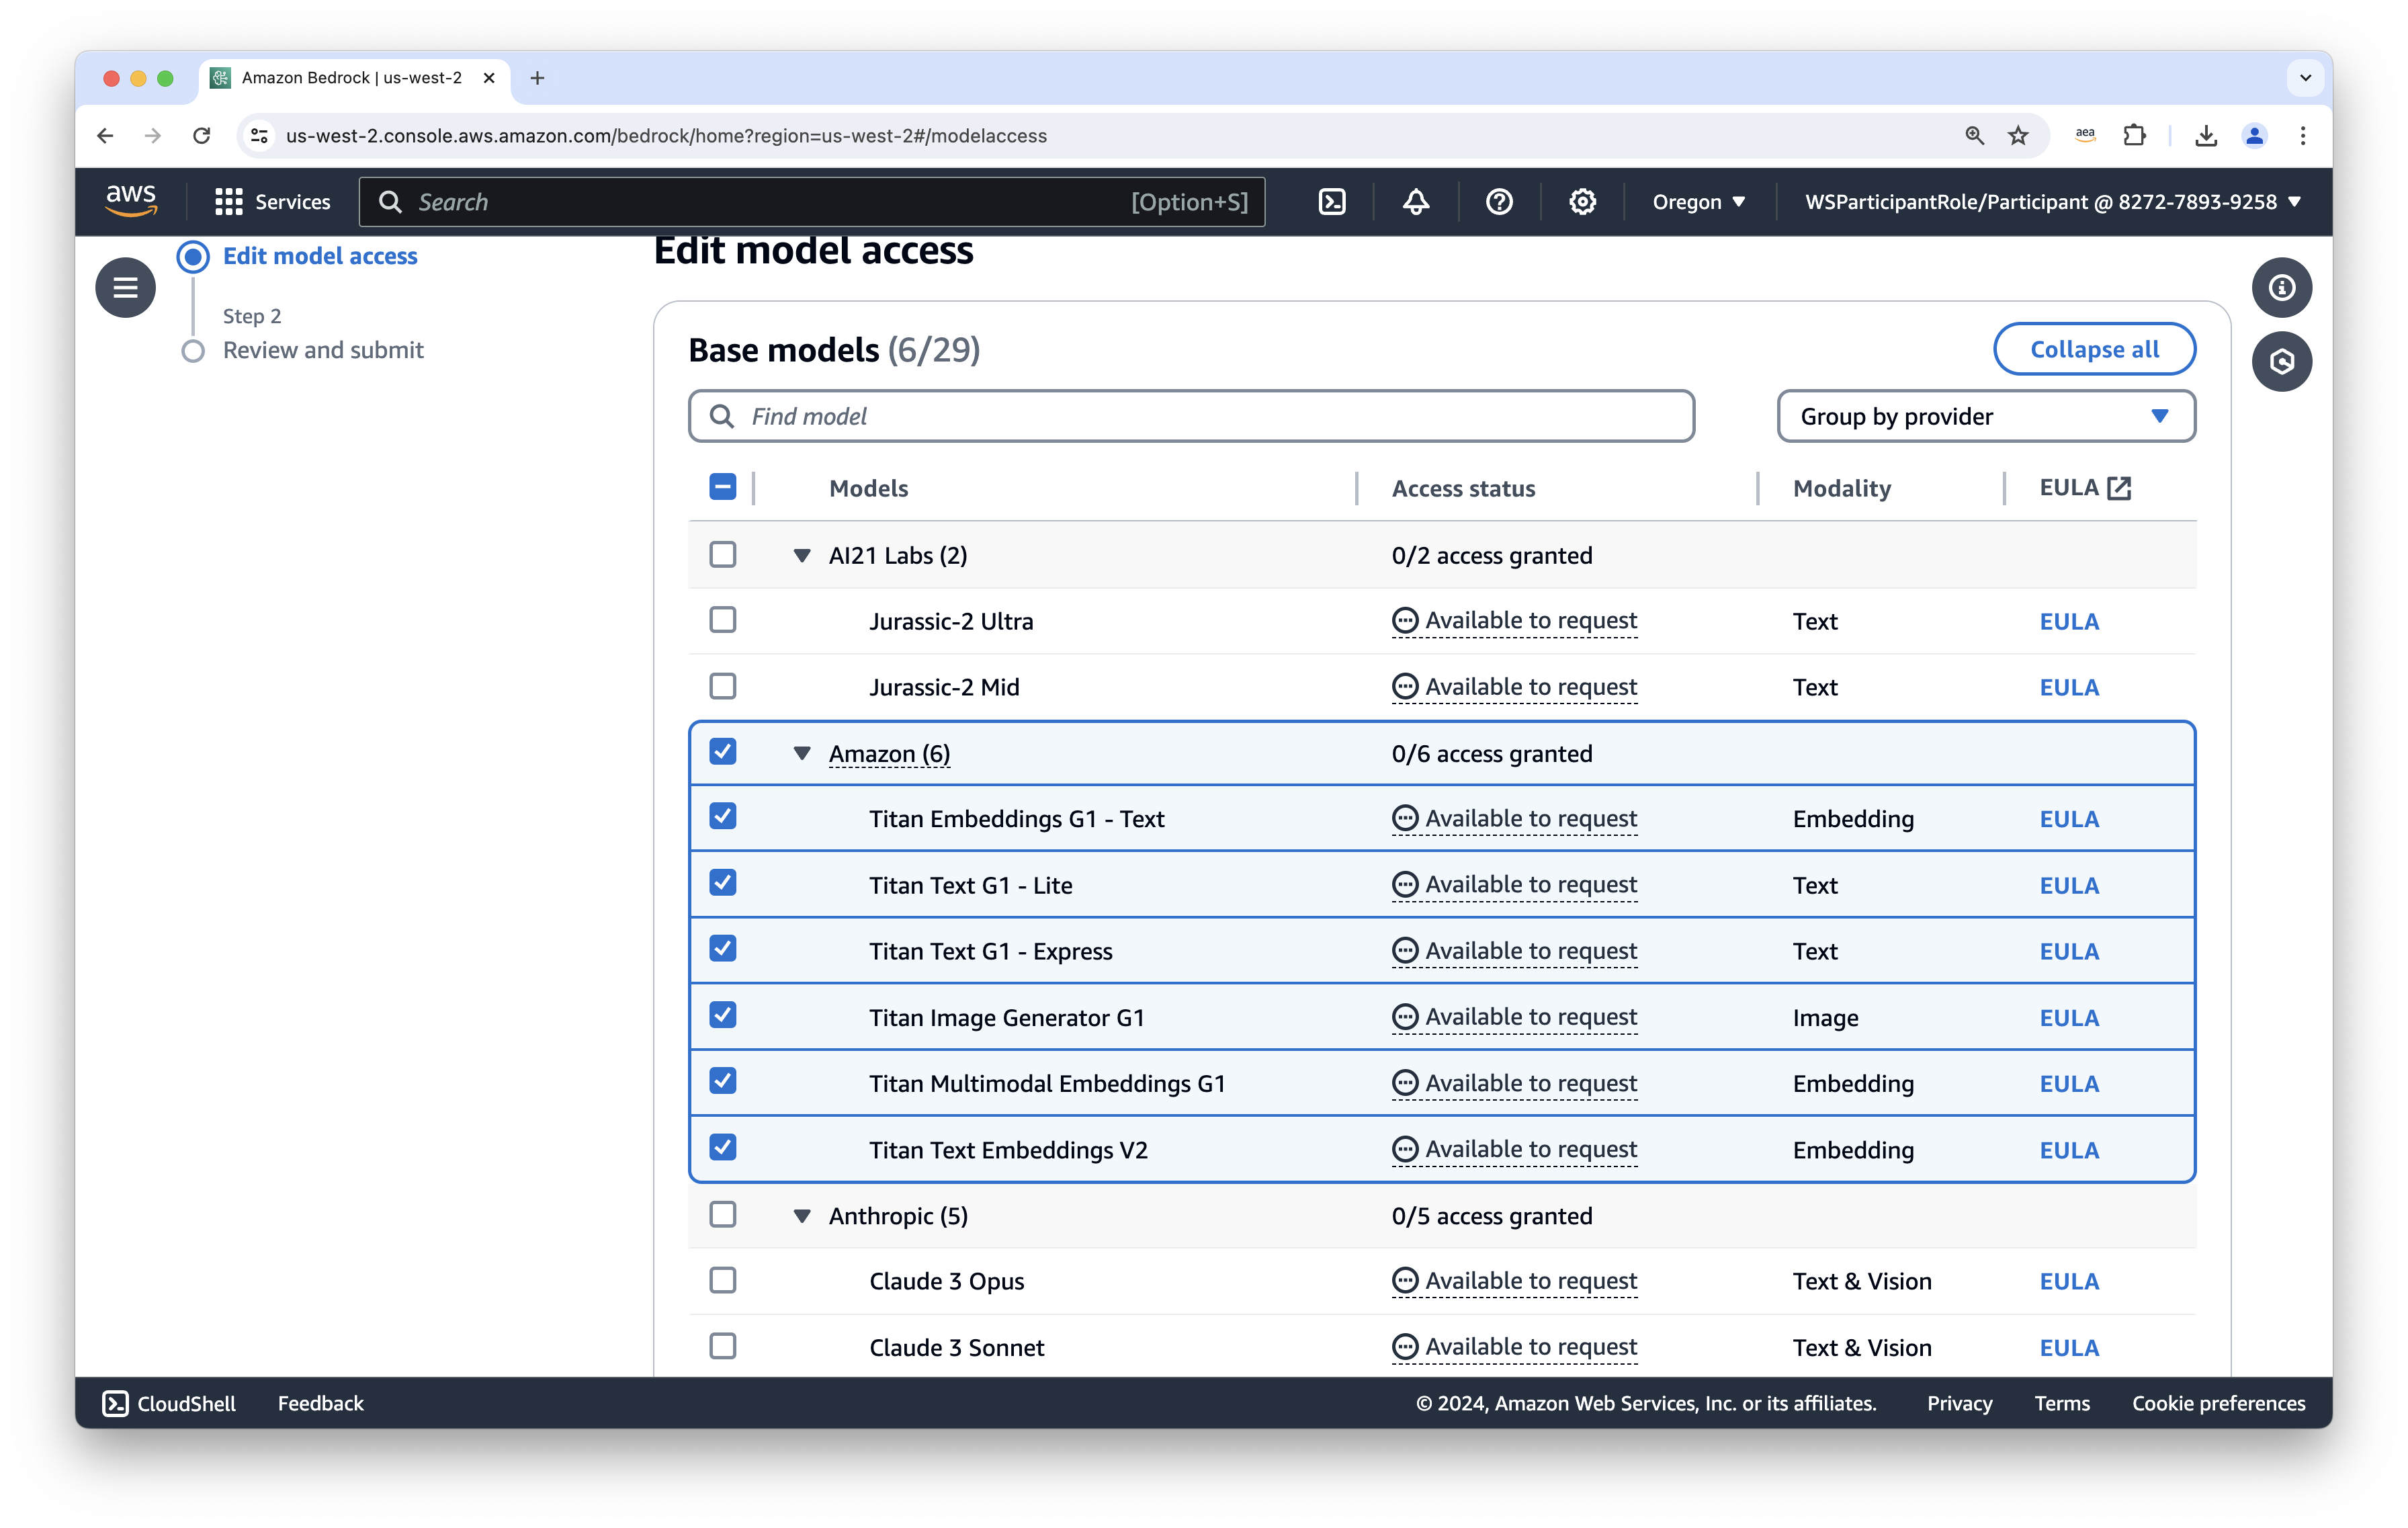 Amazon Bedrock | us-west-2
us-west-2.console.aws.amazon.com/bedrock/home?region=us-west-2#/modelaccess
aea
aws Services Search [Option+S] Oregon WSParticipantRole/Participant @ 8272-7893-9258
Edit model access
Step 2
Review and submit
Edit model access
Base models (6/29) Collapse all
Find model Group by provider
Models Access status Modality EULA
AI21 Labs (2) 0/2 access granted
Jurassic-2 Ultra Available to request Text EULA
Jurassic-2 Mid Available to request Text EULA
Amazon (6) 0/6 access granted
Titan Embeddings G1 - Text Available to request Embedding EULA
Titan Text G1 - Lite Available to request Text EULA
Titan Text G1 - Express Available to request Text EULA
Titan Image Generator G1 Available to request Image EULA
Titan Multimodal Embeddings G1 Available to request Embedding EULA
Titan Text Embeddings V2 Available to request Embedding EULA
Anthropic (5) 0/5 access granted
Claude 3 Opus Available to request Text & Vision EULA
Claude 3 Sonnet Available to request Text & Vision EULA
CloudShell Feedback © 2024, Amazon Web Services, Inc. or its affiliates. Privacy Terms Cookie preferences